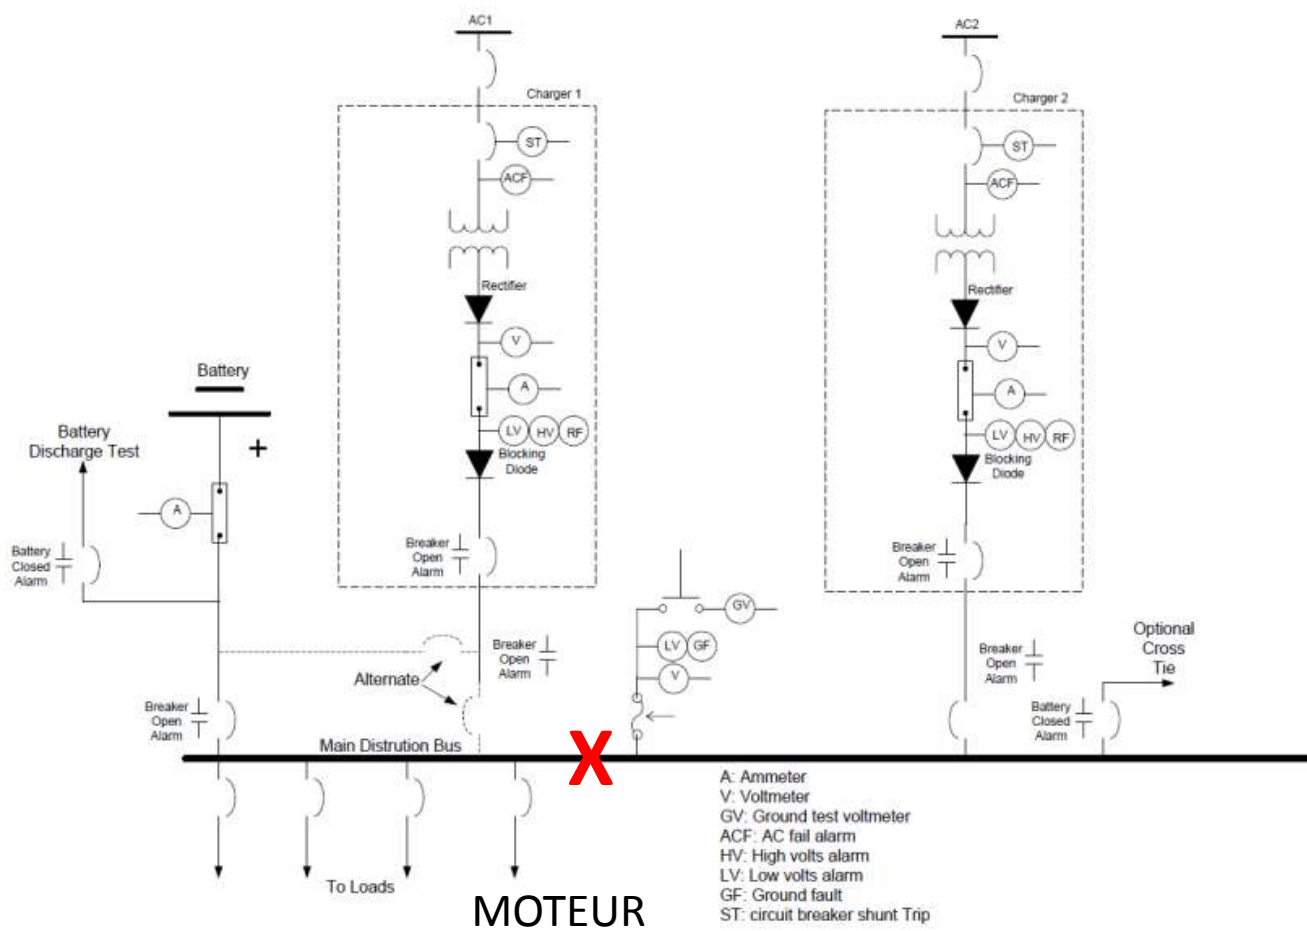 AC1
AC2
Charger 1
Charger 2
ST
ST
ACF
ACF
Rectifier
Rectifier
V
V
Battery
A
A
+
Battery
Discharge Test
LV HV RF
LV HV RF
Blocking
Diode
Blocking
Diode
A
Battery
Closed
Alarm
Breaker
Open
Alarm
Breaker
Open
Alarm
GV
LV GF
V
Breaker
Open
Alarm
Breaker
Open
Alarm
Optional
Cross
Tie
Alternate
Breaker
Open
Alarm
Battery
Closed
Alarm
Main Distrution Bus
X
A: Ammeter
V: Voltmeter
GV: Ground test voltmeter
ACF: AC fail alarm
HV: High volts alarm
LV: Low volts alarm
GF: Ground fault
ST: circuit breaker shunt Trip
To Loads
MOTEUR